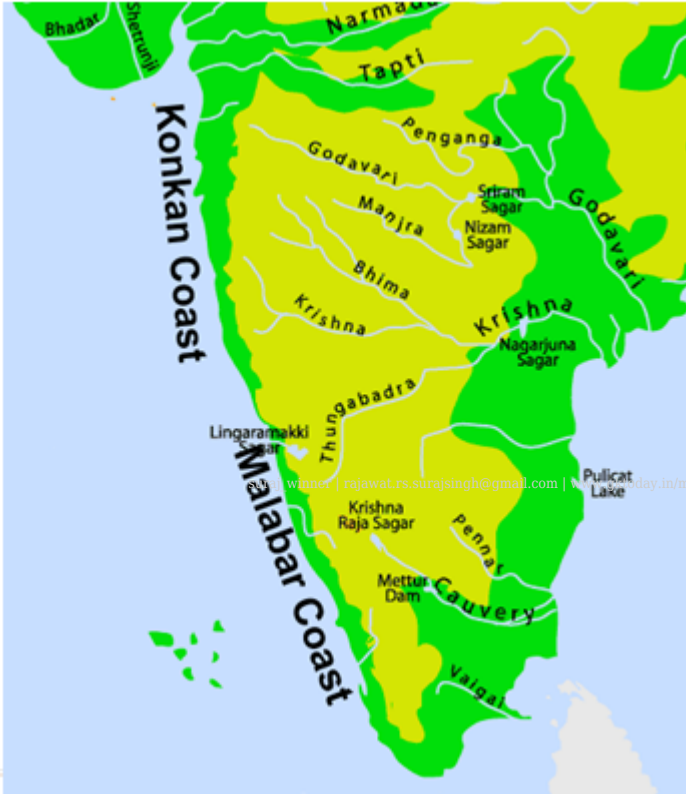 Narmada
Bhadar
Shetrunji
Tapti
Penganga
Godavari
Sriram
Sagar
Manjra
Nizam
Sagar
Godavari
Konkan Coast
Bhima
Krishna
Krishna
Nagarjuna
Sagar
Thungabadra
Lingaramakki
Sagar
Malabar Coast
Pulicat
Lake
Krishna
Raja Sagar
Pennar
Mettur
Dam
Cauvery
Vaigai